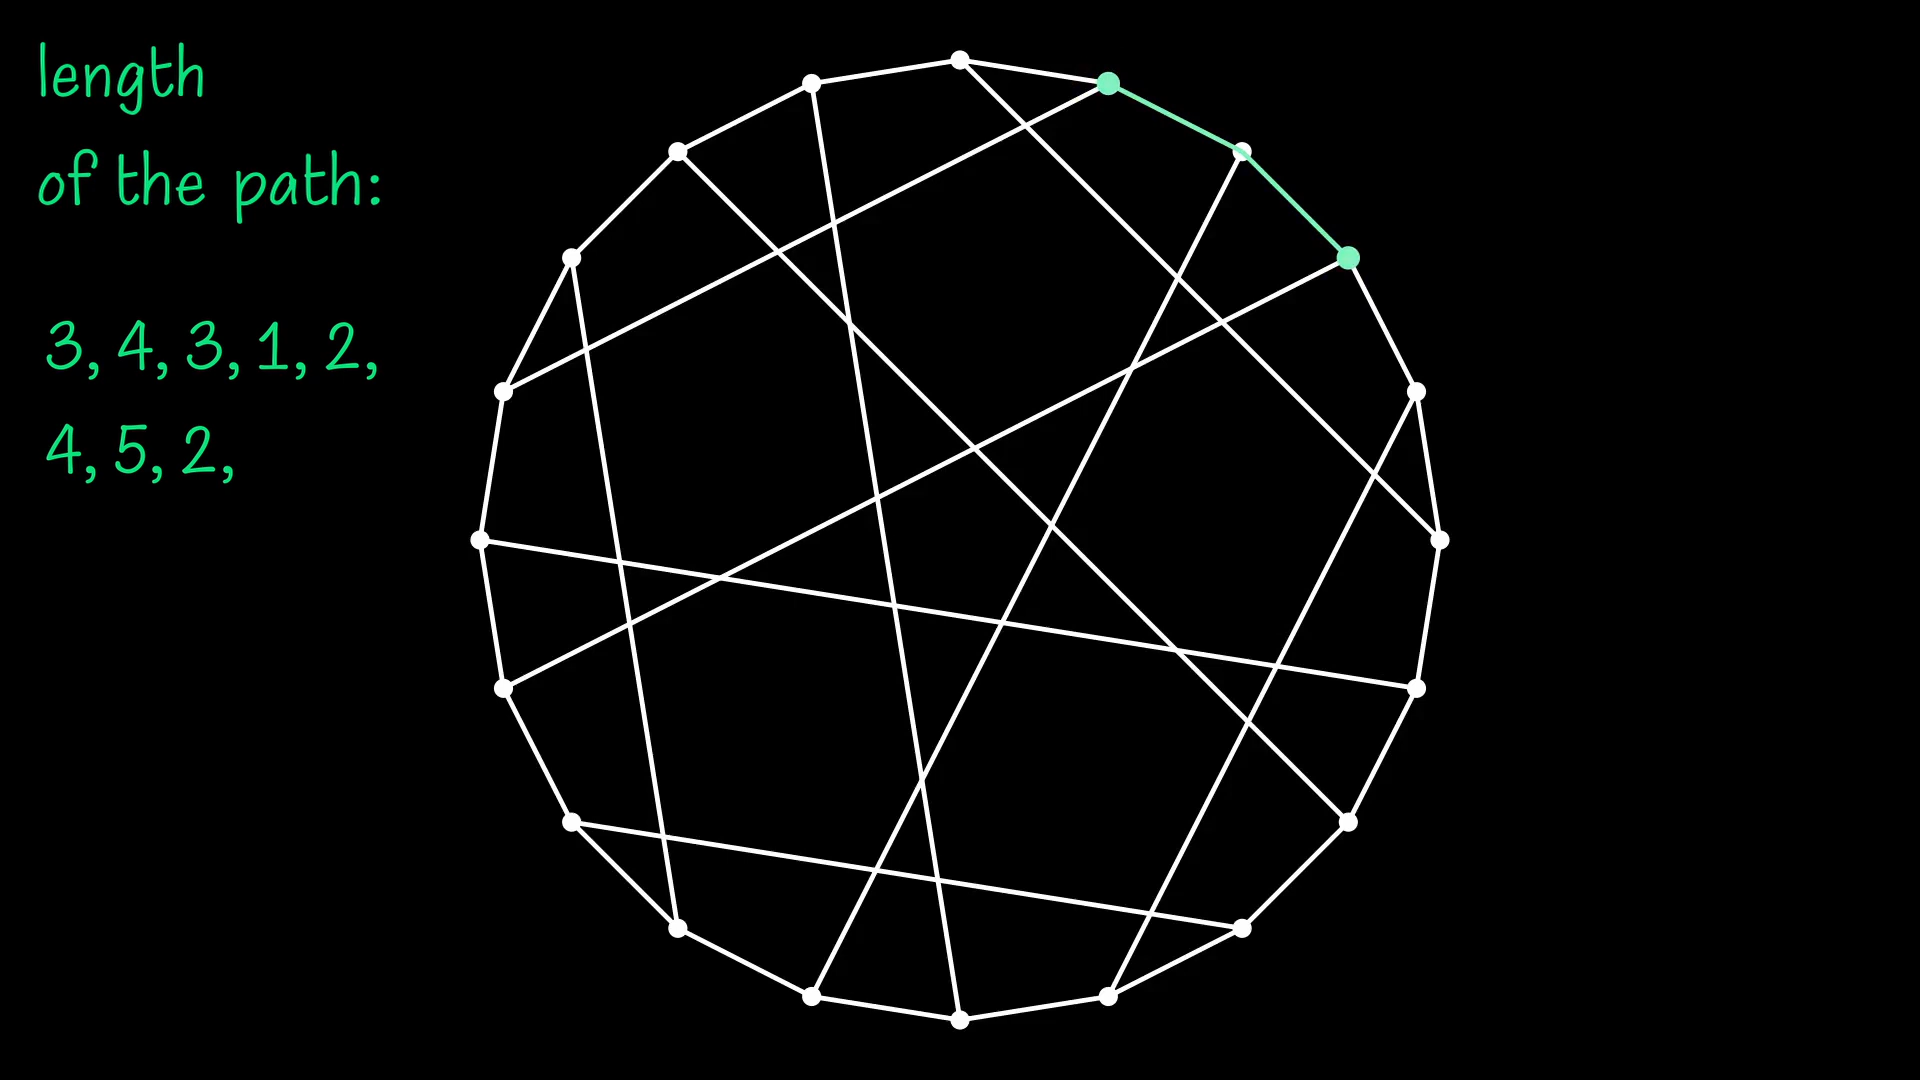 length
of the path:
3, 4, 3, 1, 2,
4, 5, 2,